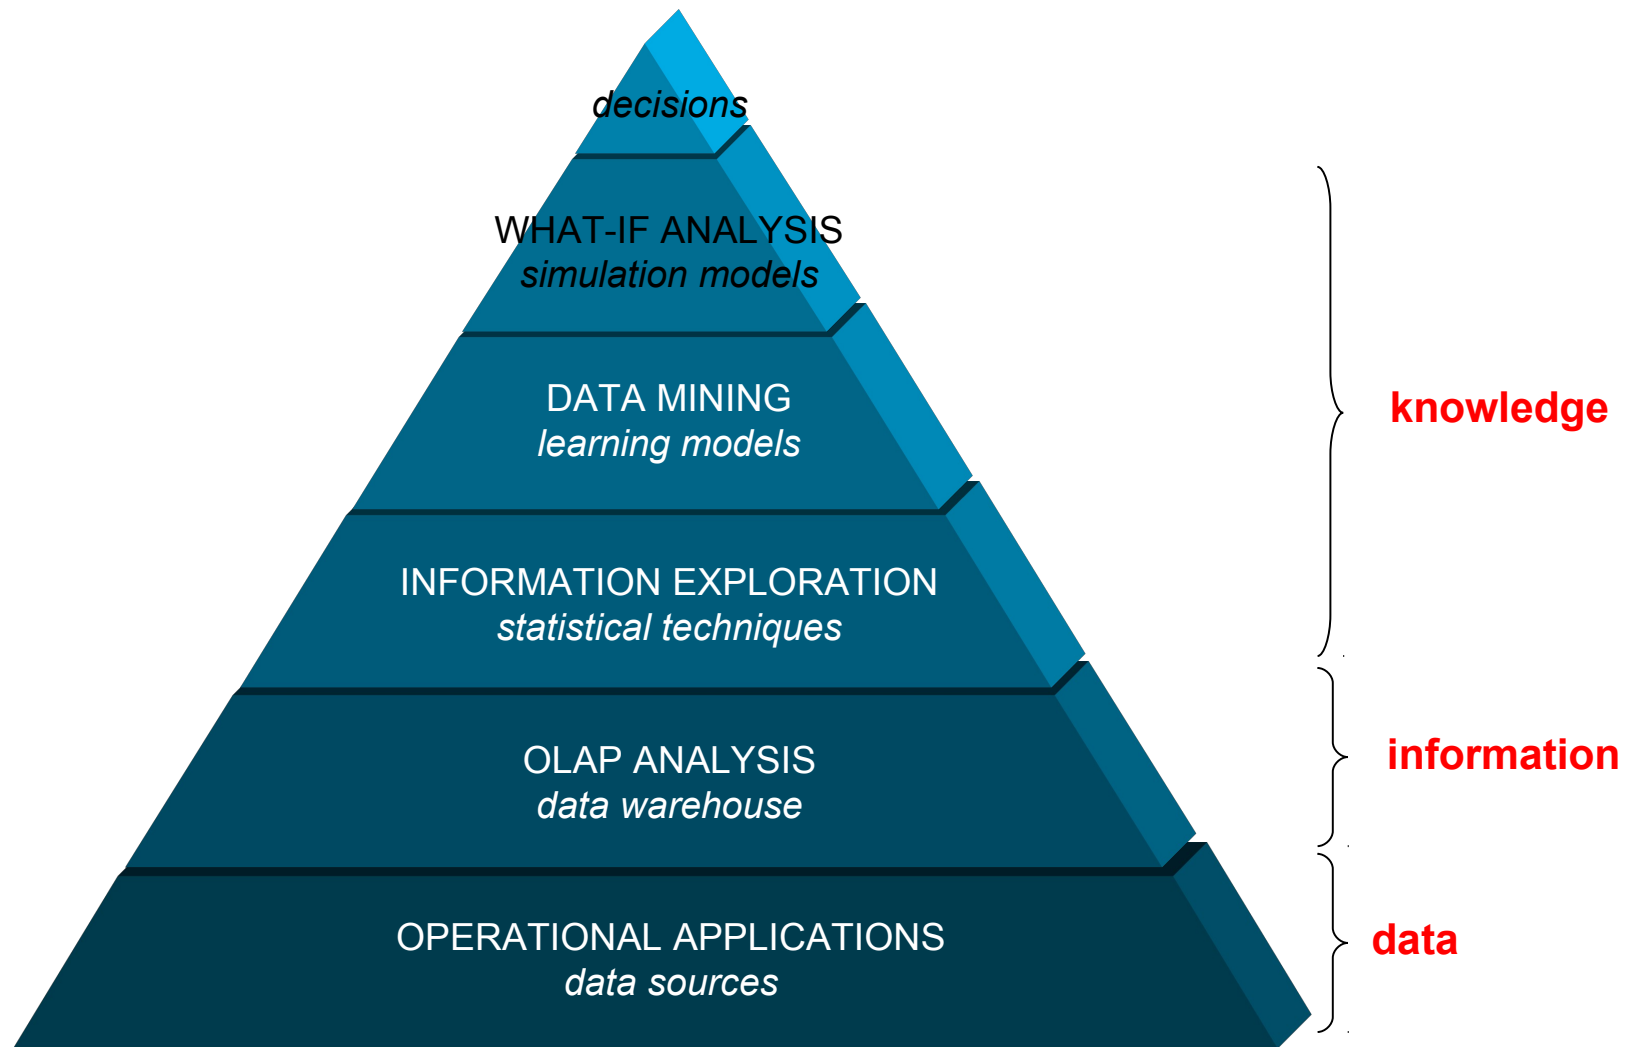 decisions
WHAT-IF ANALYSIS
simulation models
DATA MINING
learning models
knowledge
INFORMATION EXPLORATION
statistical techniques
OLAP ANALYSIS
data warehouse
information
OPERATIONAL APPLICATIONS
data sources
data